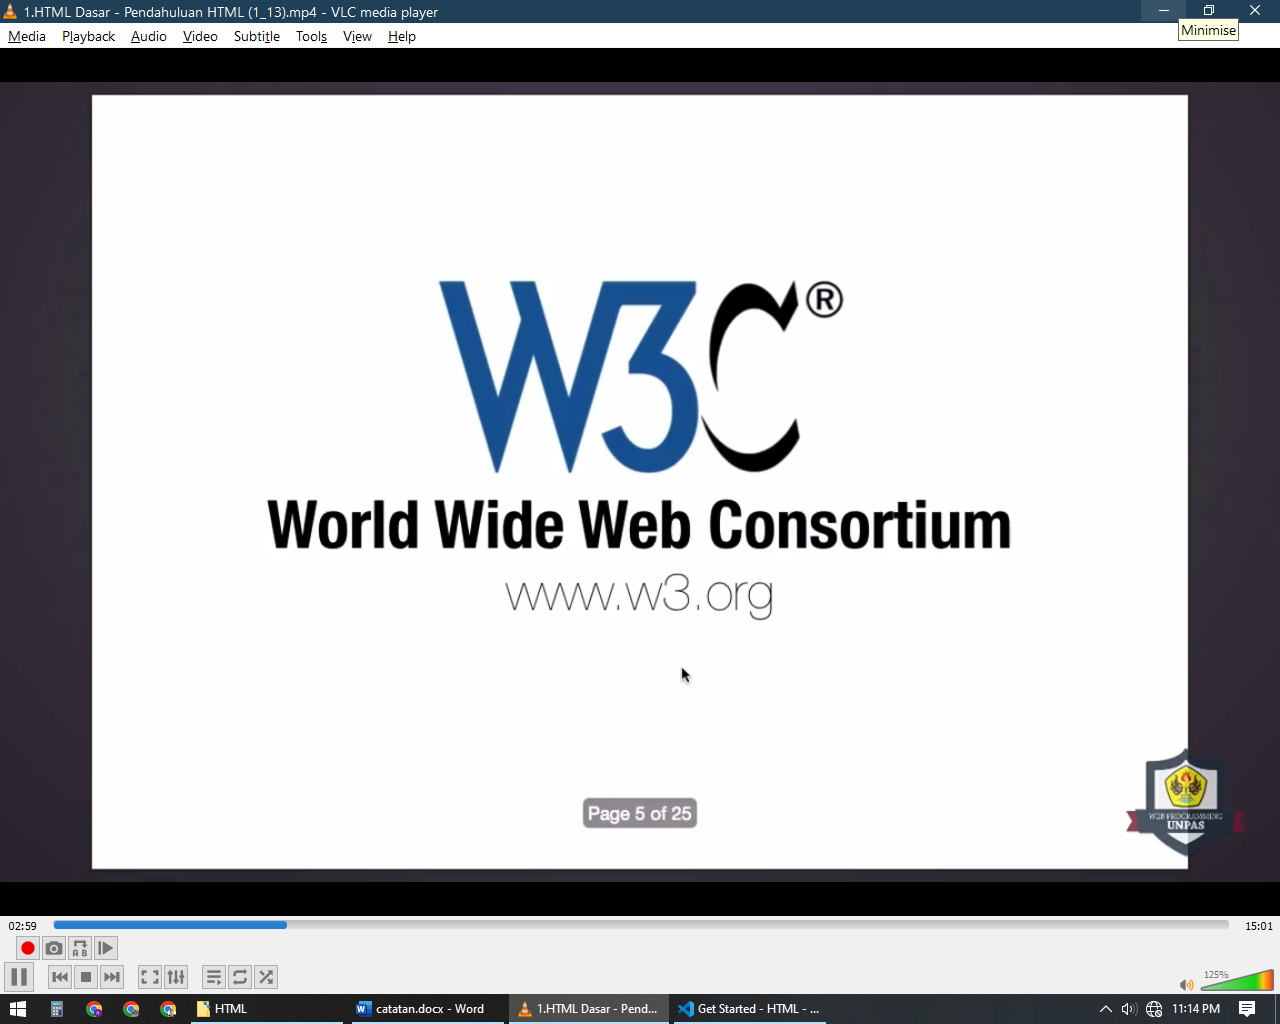 1.HTML Dasar - Pendahuluan HTML (1_13).mp4 - VLC media player
Minimise
Media Playback Audio Video Subtitle Tools View Help
W3C®
World Wide Web Consortium
www.w3.org
Page 5 of 25
WEB PROGRAMMING
UNPAS
02:59
15:01
A B
125%
HTML
catatan.docx - Word
1.HTML Dasar - Pend...
Get Started - HTML - ...
11:14 PM